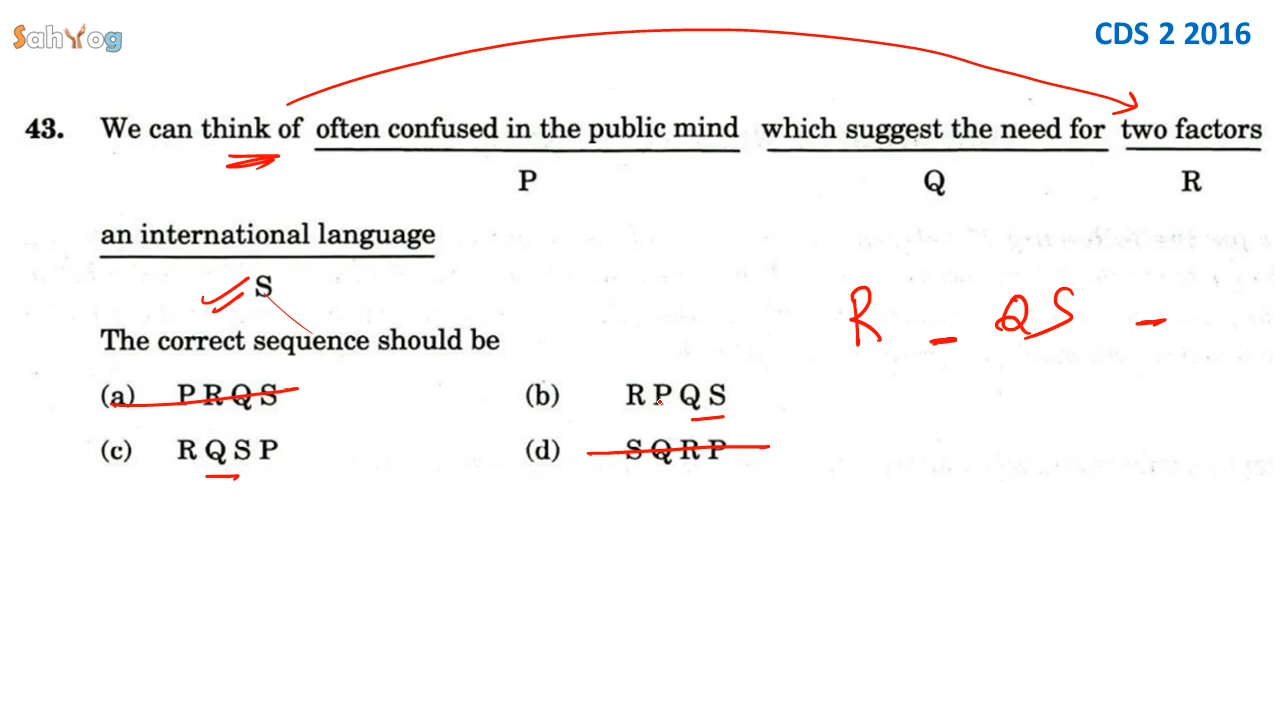 SahYog
CDS 2 2016
43. We can think of often confused in the public mind which suggest the need for two factors
P Q R
an international language
S
R _ Q S _
The correct sequence should be
(a) P R Q S (b) R P Q S
(c) R Q S P (d) S Q R P